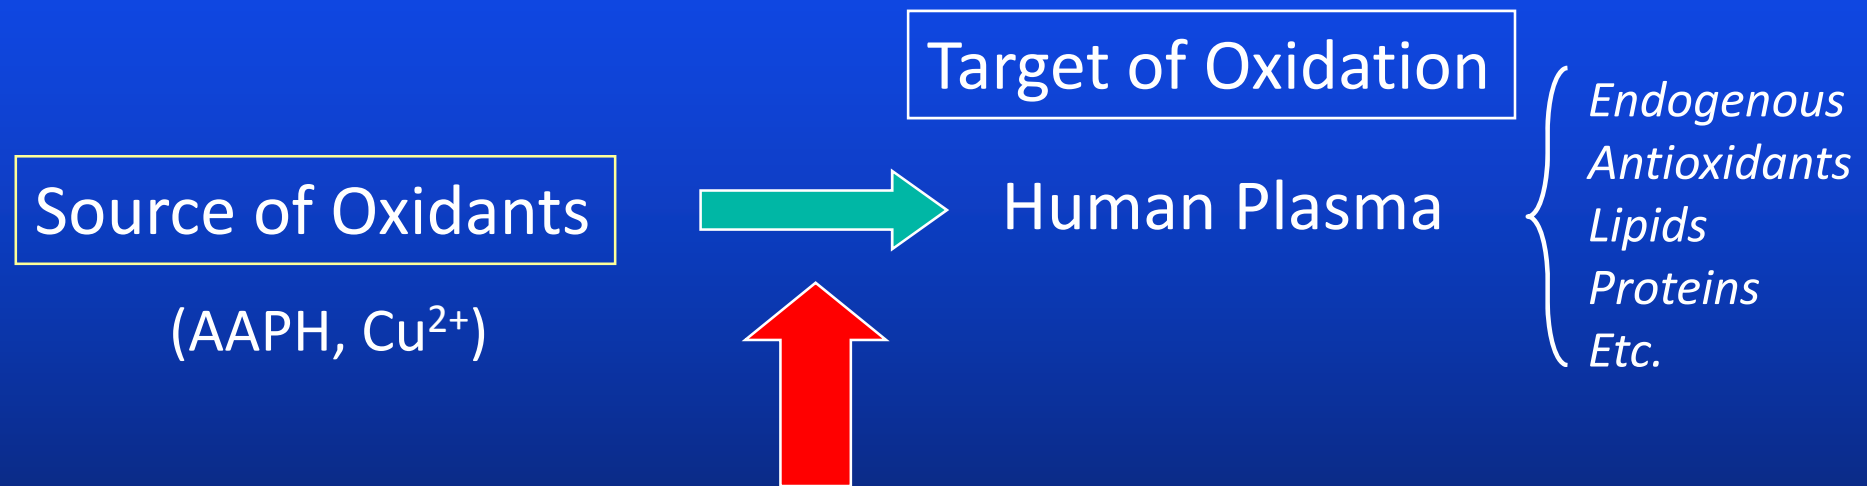 Target of Oxidation
Source of Oxidants
Human Plasma
(AAPH, Cu²⁺)
Endogenous
Antioxidants
Lipids
Proteins
Etc.